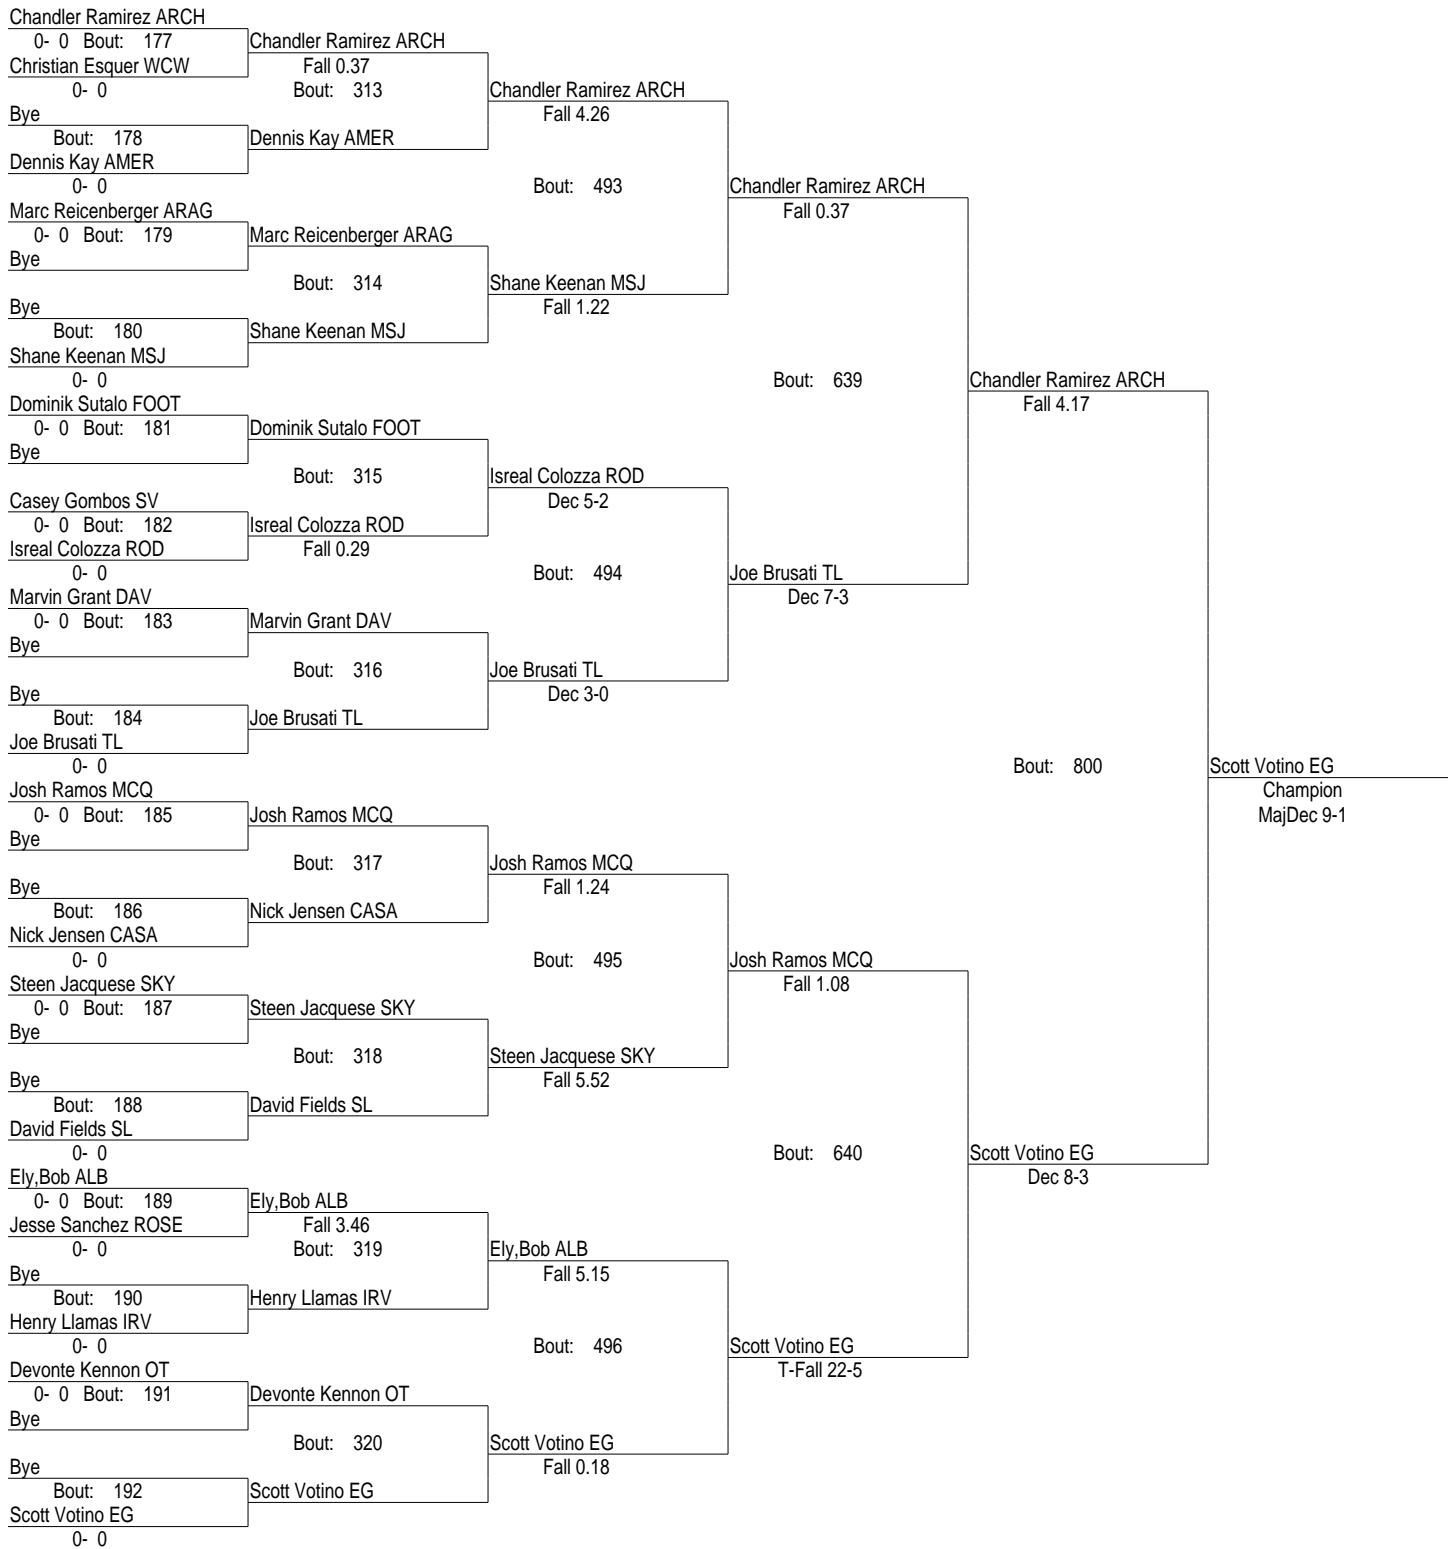 Chandler Ramirez ARCH
0- 0 Bout: 177 Chandler Ramirez ARCH
Christian Esquer WCW Fall 0.37
0- 0 Bout: 313 Chandler Ramirez ARCH
Bye Fall 4.26
Bout: 178 Dennis Kay AMER
Dennis Kay AMER
0- 0 Bout: 493 Chandler Ramirez ARCH
Marc Reicenberger ARAG Fall 0.37
0- 0 Bout: 179 Marc Reicenberger ARAG
Bye
Bout: 314 Shane Keenan MSJ
Bye Fall 1.22
Bout: 180 Shane Keenan MSJ
Shane Keenan MSJ
0- 0 Bout: 639 Chandler Ramirez ARCH
Dominik Sutalo FOOT Fall 4.17
0- 0 Bout: 181 Dominik Sutalo FOOT
Bye
Bout: 315 Isreal Colozza ROD
Casey Gombos SV Dec 5-2
0- 0 Bout: 182 Isreal Colozza ROD
Isreal Colozza ROD Fall 0.29
0- 0 Bout: 494 Joe Brusati TL
Marvin Grant DAV Dec 7-3
0- 0 Bout: 183 Marvin Grant DAV
Bye
Bout: 316 Joe Brusati TL
Bye Dec 3-0
Bout: 184 Joe Brusati TL
Joe Brusati TL
0- 0 Bout: 800 Scott Votino EG
Josh Ramos MCQ Champion
0- 0 Bout: 185 Josh Ramos MCQ MajDec 9-1
Bye
Bout: 317 Josh Ramos MCQ
Bye Fall 1.24
Bout: 186 Nick Jensen CASA
Nick Jensen CASA
0- 0 Bout: 495 Josh Ramos MCQ
Steen Jacquese SKY Fall 1.08
0- 0 Bout: 187 Steen Jacquese SKY
Bye
Bout: 318 Steen Jacquese SKY
Bye Fall 5.52
Bout: 188 David Fields SL
David Fields SL
0- 0 Bout: 640 Scott Votino EG
Ely,Bob ALB Dec 8-3
0- 0 Bout: 189 Ely,Bob ALB
Jesse Sanchez ROSE Fall 3.46
0- 0 Bout: 319 Ely,Bob ALB
Bye Fall 5.15
Bout: 190 Henry Llamas IRV
Henry Llamas IRV
0- 0 Bout: 496 Scott Votino EG
Devonte Kennon OT T-Fall 22-5
0- 0 Bout: 191 Devonte Kennon OT
Bye
Bout: 320 Scott Votino EG
Bye Fall 0.18
Bout: 192 Scott Votino EG
Scott Votino EG
0- 0